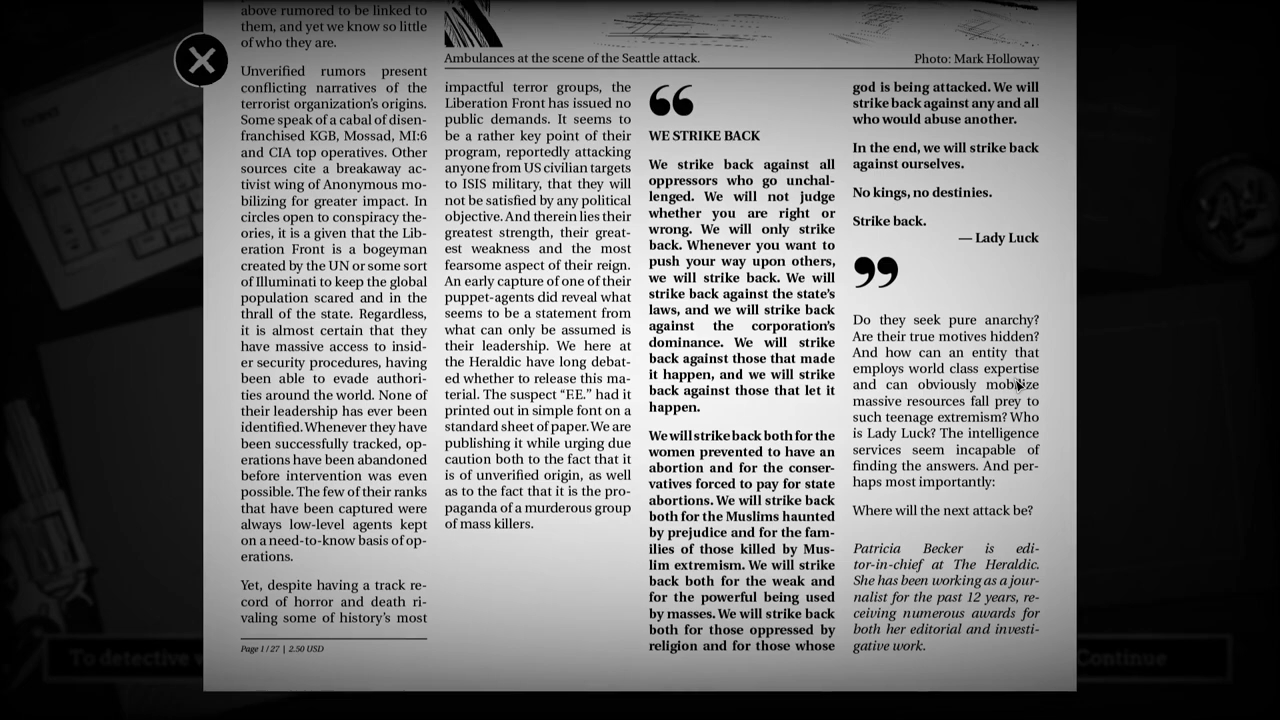 above rumored to be linked to
them, and yet we know so little
of who they are.
Unverified rumors present
conflicting narratives of the
terrorist organization's origins.
Some speak of a cabal of disen-
franchised KGB, Mossad, MI:6
and CIA top operatives. Other
sources cite a breakaway ac-
tivist wing of Anonymous mo-
bilizing for greater impact. In
circles open to conspiracy the-
ories, it is a given that the Lib-
eration Front is a bogeyman
created by the UN or some sort
of Illuminati to keep the global
population scared and in the
thrall of the state. Regardless,
it is almost certain that they
have massive access to insid-
er security procedures, having
been able to evade authori-
ties around the world. None of
their leadership has ever been
identified. Whenever they have
been successfully tracked, op-
erations have been abandoned
before intervention was even
possible. The few of their ranks
that have been captured were
always low-level agents kept
on a need-to-know basis of op-
erations.
Yet, despite having a track re-
cord of horror and death ri-
valing some of history's most
Page 1 / 27 | 2.50 USD
Ambulances at the scene of the Seattle attack.
Photo: Mark Holloway
impactful terror groups, the
Liberation Front has issued no
public demands. It seems to
be a rather key point of their
program, reportedly attacking
anyone from US civilian targets
to ISIS military, that they will
not be satisfied by any political
objective. And therein lies their
greatest strength, their great-
est weakness and the most
fearsome aspect of their reign.
An early capture of one of their
puppet-agents did reveal what
seems to be a statement from
what can only be assumed is
their leadership. We here at
the Heraldic have long debat-
ed whether to release this ma-
terial. The suspect “F.E.” had it
printed out in simple font on a
standard sheet of paper. We are
publishing it while urging due
caution both to the fact that it
is of unverified origin, as well
as to the fact that it is the pro-
paganda of a murderous group
of mass killers.
“
WE STRIKE BACK
We strike back against all
oppressors who go unchal-
lenged. We will not judge
whether you are right or
wrong. We will only strike
back. Whenever you want to
push your way upon others,
we will strike back. We will
strike back against the state's
laws, and we will strike back
against the corporation's
dominance. We will strike
back against those that made
it happen, and we will strike
back against those that let it
happen.
We will strike back both for the
women prevented to have an
abortion and for the conser-
vatives forced to pay for state
abortions. We will strike back
both for the Muslims haunted
by prejudice and for the fam-
ilies of those killed by Mus-
lim extremism. We will strike
back both for the weak and
for the powerful being used
by masses. We will strike back
both for those oppressed by
religion and for those whose
god is being attacked. We will
strike back against any and all
who would abuse another.
In the end, we will strike back
against ourselves.
No kings, no destinies.
Strike back.
— Lady Luck
”
Do they seek pure anarchy?
Are their true motives hidden?
And how can an entity that
employs world class expertise
and can obviously mobilize
massive resources fall prey to
such teenage extremism? Who
is Lady Luck? The intelligence
services seem incapable of
finding the answers. And per-
haps most importantly:
Where will the next attack be?
Patricia Becker is edi-
tor-in-chief at The Heraldic.
She has been working as a jour-
nalist for the past 12 years, re-
ceiving numerous awards for
both her editorial and investi-
gative work.
To detective
Continue